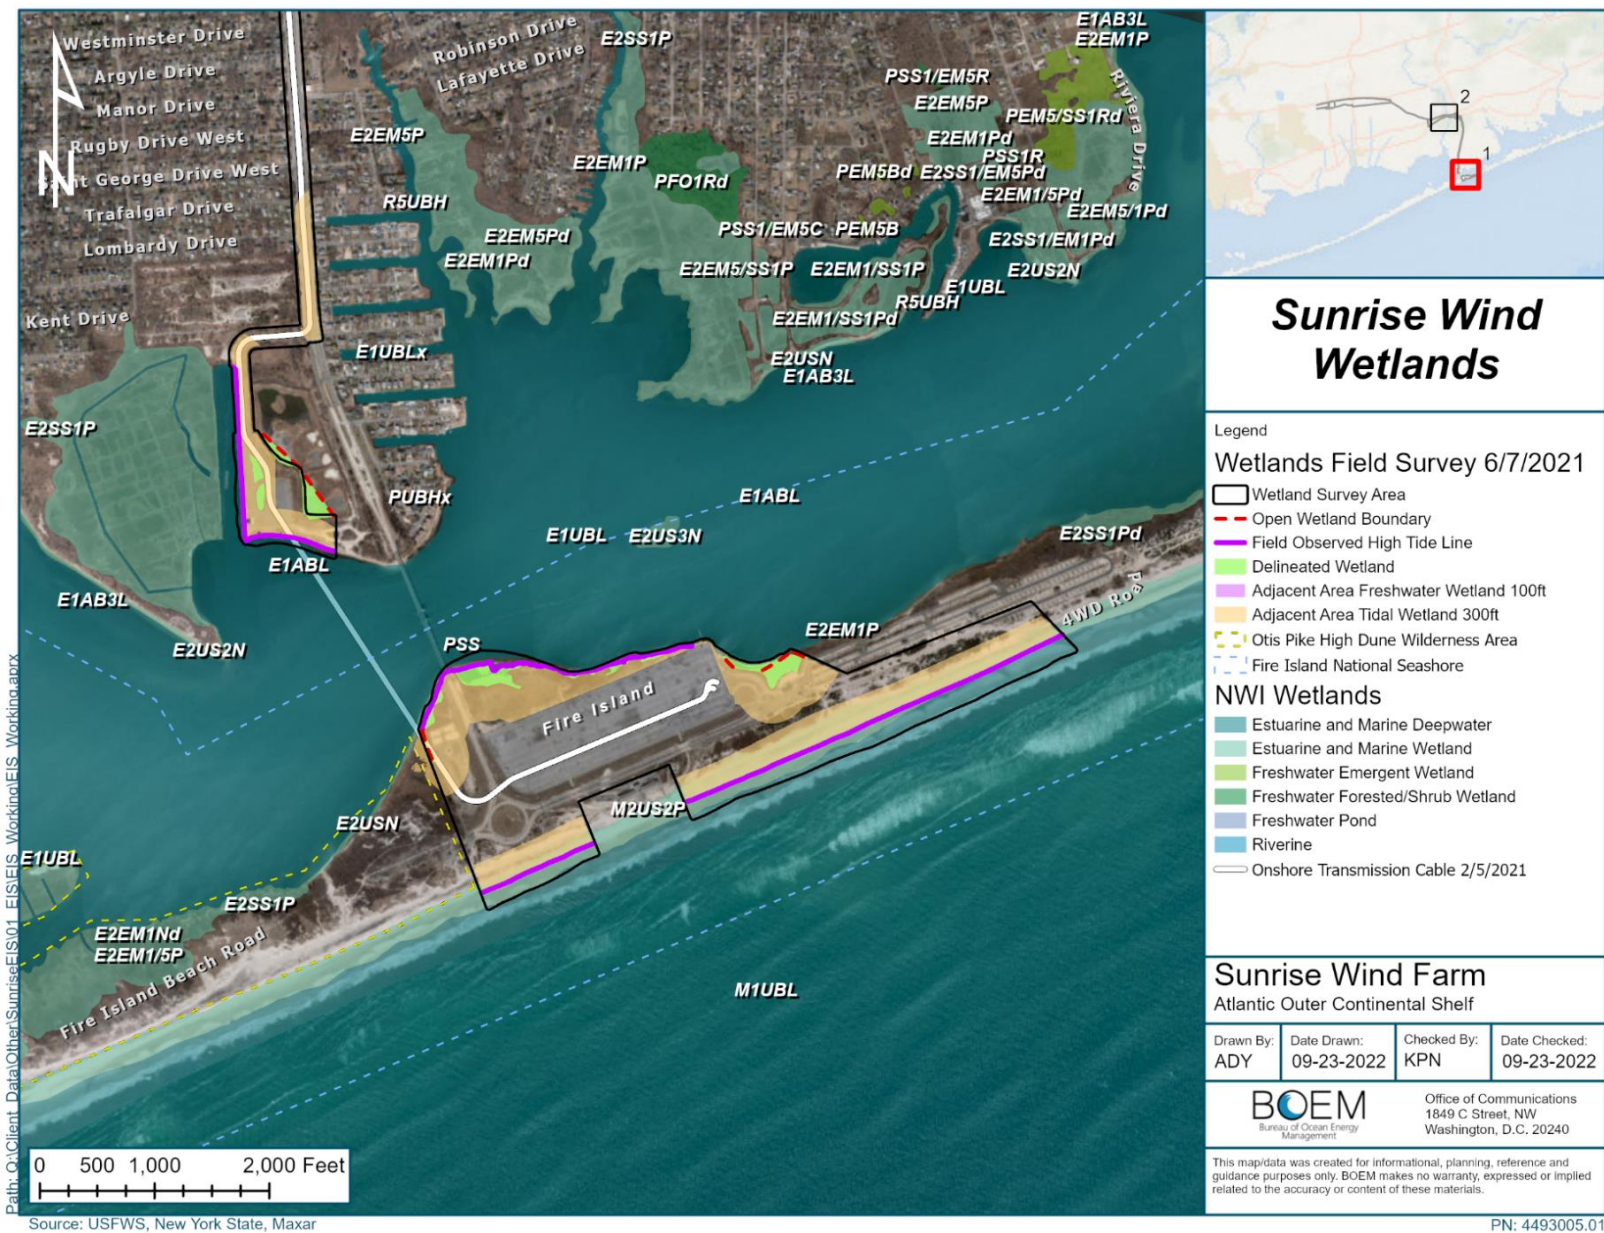 Westminster Drive
Argyle Drive
Manor Drive
Rugby Drive West
Saint George Drive West
Trafalgar Drive
Lombardy Drive
Kent Drive
N
Robinson Drive
Lafayette Drive
Riviera Drive
E2SS1P
E1AB3L
E2EM1P
PSS1/EM5R
E2EM5P
PEM5/SS1Rd
E2EM5P
E2EM1Pd
E2EM1P
PSS1R
PFO1Rd
PEM5Bd
E2SS1/EM5Pd
E2EM1/5Pd
R5UBH
E2EM5/1Pd
PSS1/EM5C
PEM5B
E2EM5Pd
E2SS1/EM1Pd
E2EM1Pd
E2EM5/SS1P
E2EM1/SS1P
E2US2N
E1UBL
R5UBH
E2EM1/SS1Pd
E1UBLx
E2USN
E1AB3L
E2SS1P
PUBHx
E1ABL
E1UBL
E2US3N
E2SS1Pd
E1ABL
E1AB3L
4WD Road
E2EM1P
PSS
E2US2N
Fire Island
M2US2P
E2USN
E1UBL
E2SS1P
E2EM1Nd
E2EM1/5P
Fire Island Beach Road
M1UBL
0 500 1,000 2,000 Feet
Path: Q:\Client_Data\Other\SunriseEIS\01_EIS\EIS_Working\EIS_Working.aprx
Source: USFWS, New York State, Maxar
2
1
Sunrise Wind
Wetlands
Legend
Wetlands Field Survey 6/7/2021
Wetland Survey Area
Open Wetland Boundary
Field Observed High Tide Line
Delineated Wetland
Adjacent Area Freshwater Wetland 100ft
Adjacent Area Tidal Wetland 300ft
Otis Pike High Dune Wilderness Area
Fire Island National Seashore
NWI Wetlands
Estuarine and Marine Deepwater
Estuarine and Marine Wetland
Freshwater Emergent Wetland
Freshwater Forested/Shrub Wetland
Freshwater Pond
Riverine
Onshore Transmission Cable 2/5/2021
Sunrise Wind Farm
Atlantic Outer Continental Shelf
Drawn By:
ADY
Date Drawn:
09-23-2022
Checked By:
KPN
Date Checked:
09-23-2022
BOEM
Bureau of Ocean Energy
Management
Office of Communications
1849 C Street, NW
Washington, D.C. 20240
This map/data was created for informational, planning, reference and
guidance purposes only. BOEM makes no warranty, expressed or implied
related to the accuracy or content of these materials.
PN: 4493005.01